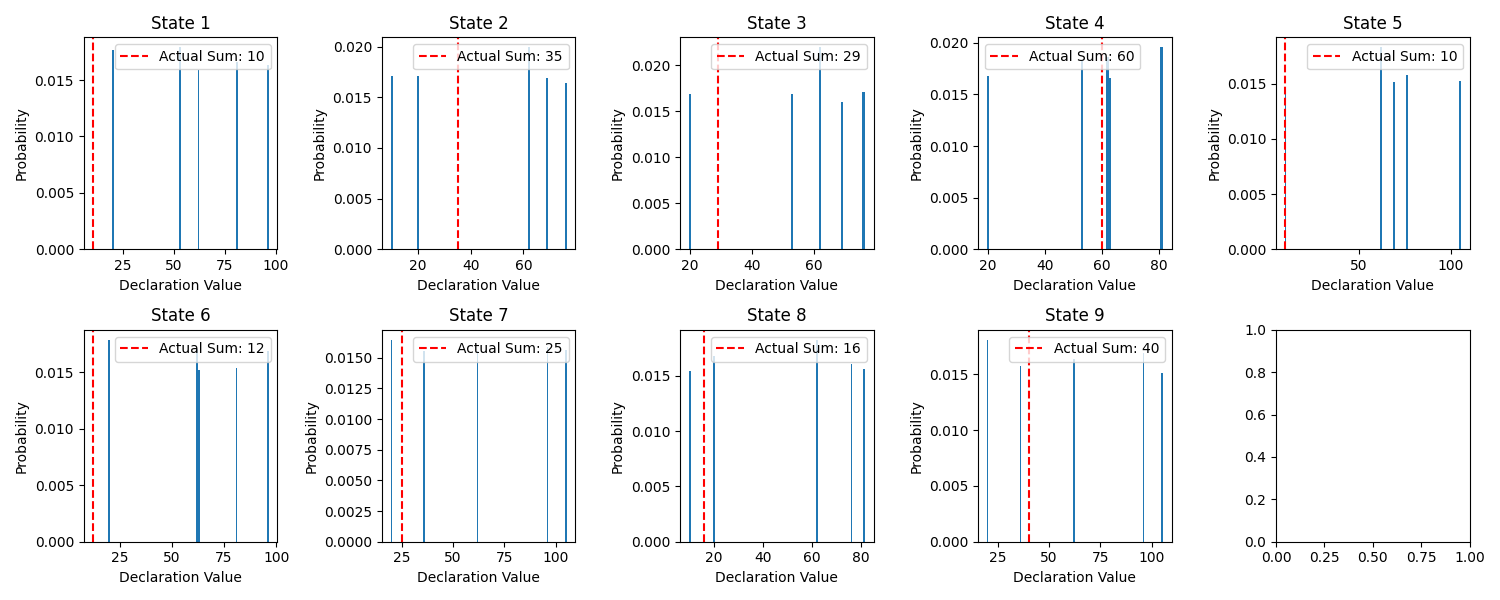 State 1
Actual Sum: 10
Probability
0.015
0.010
0.005
0.000
25 50 75 100
Declaration Value
State 2
Actual Sum: 35
Probability
0.020
0.015
0.010
0.005
0.000
20 40 60
Declaration Value
State 3
Actual Sum: 29
Probability
0.020
0.015
0.010
0.005
0.000
20 40 60
Declaration Value
State 4
Actual Sum: 60
Probability
0.020
0.015
0.010
0.005
0.000
20 40 60 80
Declaration Value
State 5
Actual Sum: 10
Probability
0.015
0.010
0.005
0.000
50 100
Declaration Value
State 6
Actual Sum: 12
Probability
0.015
0.010
0.005
0.000
25 50 75 100
Declaration Value
State 7
Actual Sum: 25
Probability
0.0150
0.0125
0.0100
0.0075
0.0050
0.0025
0.0000
25 50 75 100
Declaration Value
State 8
Actual Sum: 16
Probability
0.015
0.010
0.005
0.000
20 40 60 80
Declaration Value
State 9
Actual Sum: 40
Probability
0.015
0.010
0.005
0.000
25 50 75 100
Declaration Value
1.0
0.8
0.6
0.4
0.2
0.0
0.00 0.25 0.50 0.75 1.00